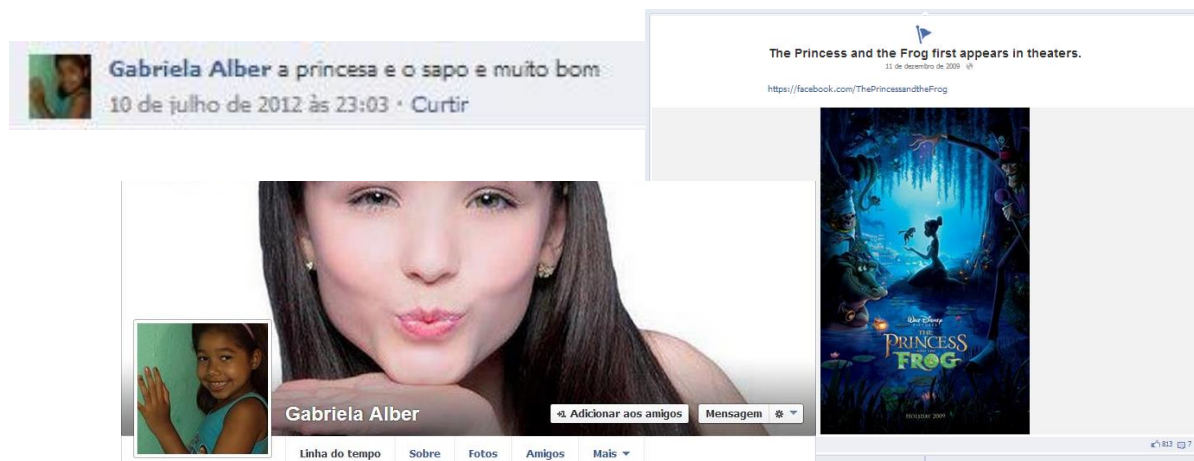 Gabriela Alber a princesa e o sapo e muito bom
10 de julho de 2012 às 23:03 · Curtir
The Princess and the Frog first appears in theaters.
11 de dezembro de 2009
https://facebook.com/ThePrincessandtheFrog
WALT DISNEY
PICTURES
THE
PRINCESS
AND THE
FROG
HOLIDAY 2009
813 7
Gabriela Alber
+1 Adicionar aos amigos
Mensagem
Linha do tempo Sobre Fotos Amigos Mais